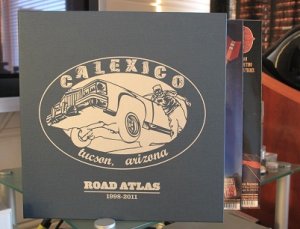 CALEXICO
tucson, arizona
ROAD ATLAS
1998-2011